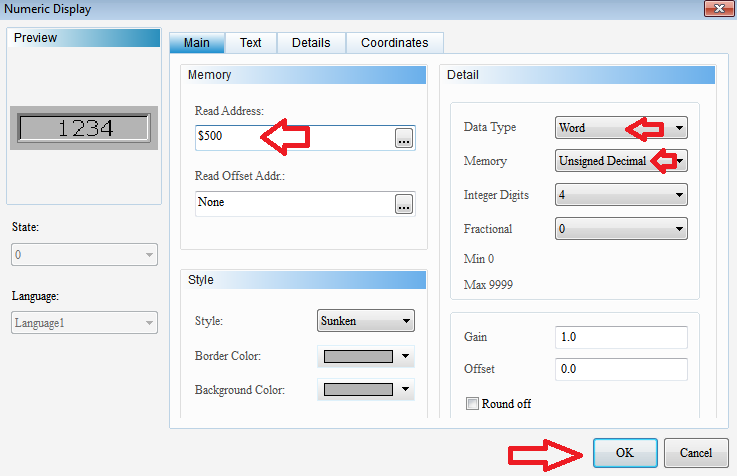 Numeric Display
Preview
1234
State:
0
Language:
Language1
Main Text Details Coordinates
Memory
Read Address:
$500 ...
Read Offset Addr.:
None ...
Style
Style: Sunken
Border Color:
Background Color:
Detail
Data Type Word
Memory Unsigned Decimal
Integer Digits 4
Fractional 0
Min 0
Max 9999
Gain 1.0
Offset 0.0
Round off
OK Cancel